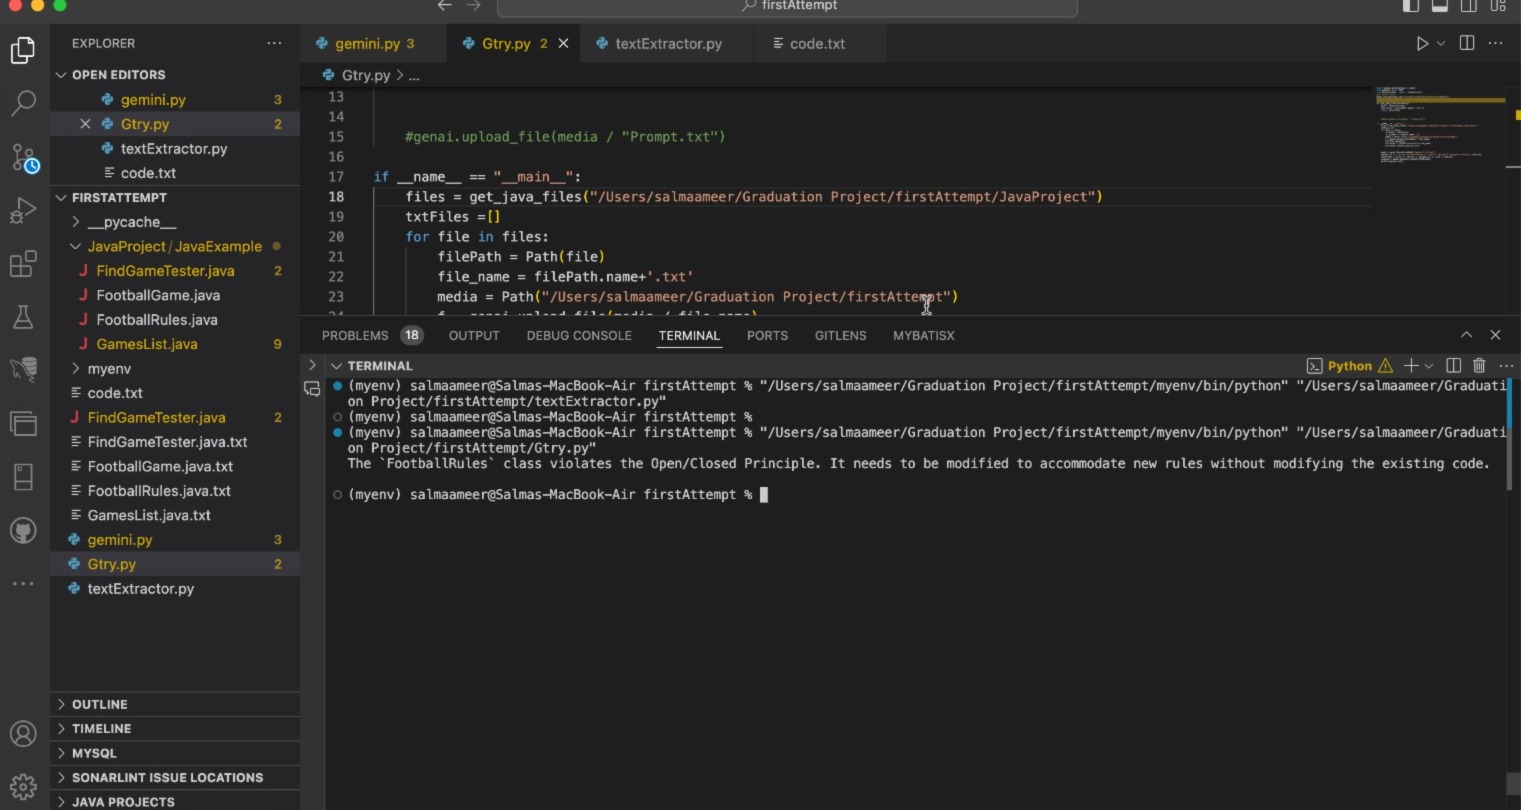 firstAttempt
EXPLORER
OPEN EDITORS
gemini.py 3
Gtry.py 2
textExtractor.py
code.txt
FIRSTATTEMPT
__pycache__
JavaProject / JavaExample
FindGameTester.java 2
FootballGame.java
FootballRules.java
GamesList.java 9
myenv
code.txt
FindGameTester.java 2
FindGameTester.java.txt
FootballGame.java.txt
FootballRules.java.txt
GamesList.java.txt
gemini.py 3
Gtry.py 2
textExtractor.py
OUTLINE
TIMELINE
MYSQL
SONARLINT ISSUE LOCATIONS
JAVA PROJECTS
gemini.py 3 Gtry.py 2 textExtractor.py code.txt
Gtry.py > ...
13
14
15 #genai.upload_file(media / "Prompt.txt")
16
17 if __name__ == "__main__":
18 files = get_java_files("/Users/salmaameer/Graduation Project/firstAttempt/JavaProject")
19 txtFiles =[]
20 for file in files:
21 filePath = Path(file)
22 file_name = filePath.name+'.txt'
23 media = Path("/Users/salmaameer/Graduation Project/firstAttempt")
24 f = genai.upload_file(media / file_name)
PROBLEMS 18 OUTPUT DEBUG CONSOLE TERMINAL PORTS GITLENS MYBATISX
TERMINAL Python
(myenv) salmaameer@Salmas-MacBook-Air firstAttempt % "/Users/salmaameer/Graduation Project/firstAttempt/myenv/bin/python" "/Users/salmaameer/Graduati
on Project/firstAttempt/textExtractor.py"
(myenv) salmaameer@Salmas-MacBook-Air firstAttempt %
(myenv) salmaameer@Salmas-MacBook-Air firstAttempt % "/Users/salmaameer/Graduation Project/firstAttempt/myenv/bin/python" "/Users/salmaameer/Graduati
on Project/firstAttempt/Gtry.py"
The `FootballRules` class violates the Open/Closed Principle. It needs to be modified to accommodate new rules without modifying the existing code.
(myenv) salmaameer@Salmas-MacBook-Air firstAttempt %